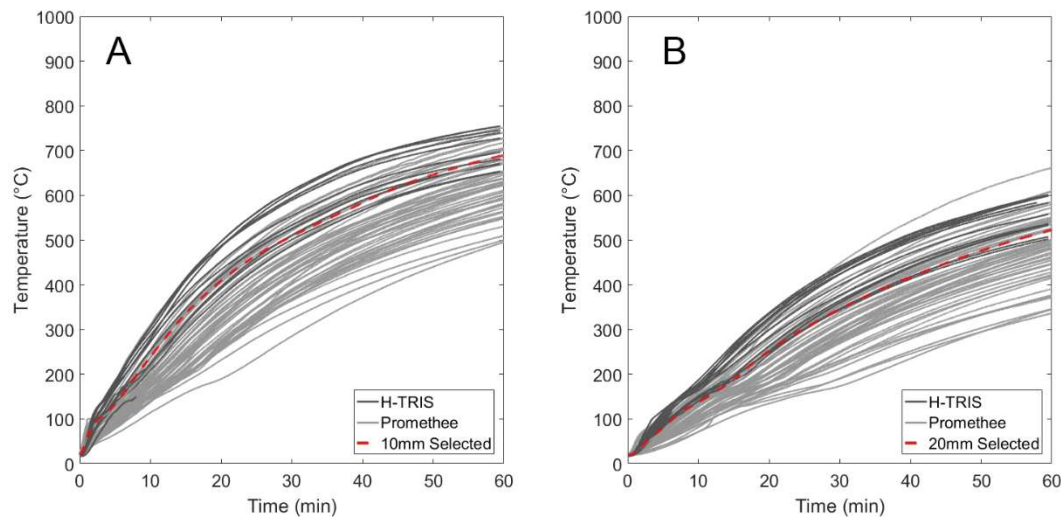 A
1000
900
800
700
600
500
400
300
200
100
0
Temperature (°C)
0 10 20 30 40 50 60
Time (min)
H-TRIS
Promethee
10mm Selected
B
1000
900
800
700
600
500
400
300
200
100
0
Temperature (°C)
0 10 20 30 40 50 60
Time (min)
H-TRIS
Promethee
20mm Selected